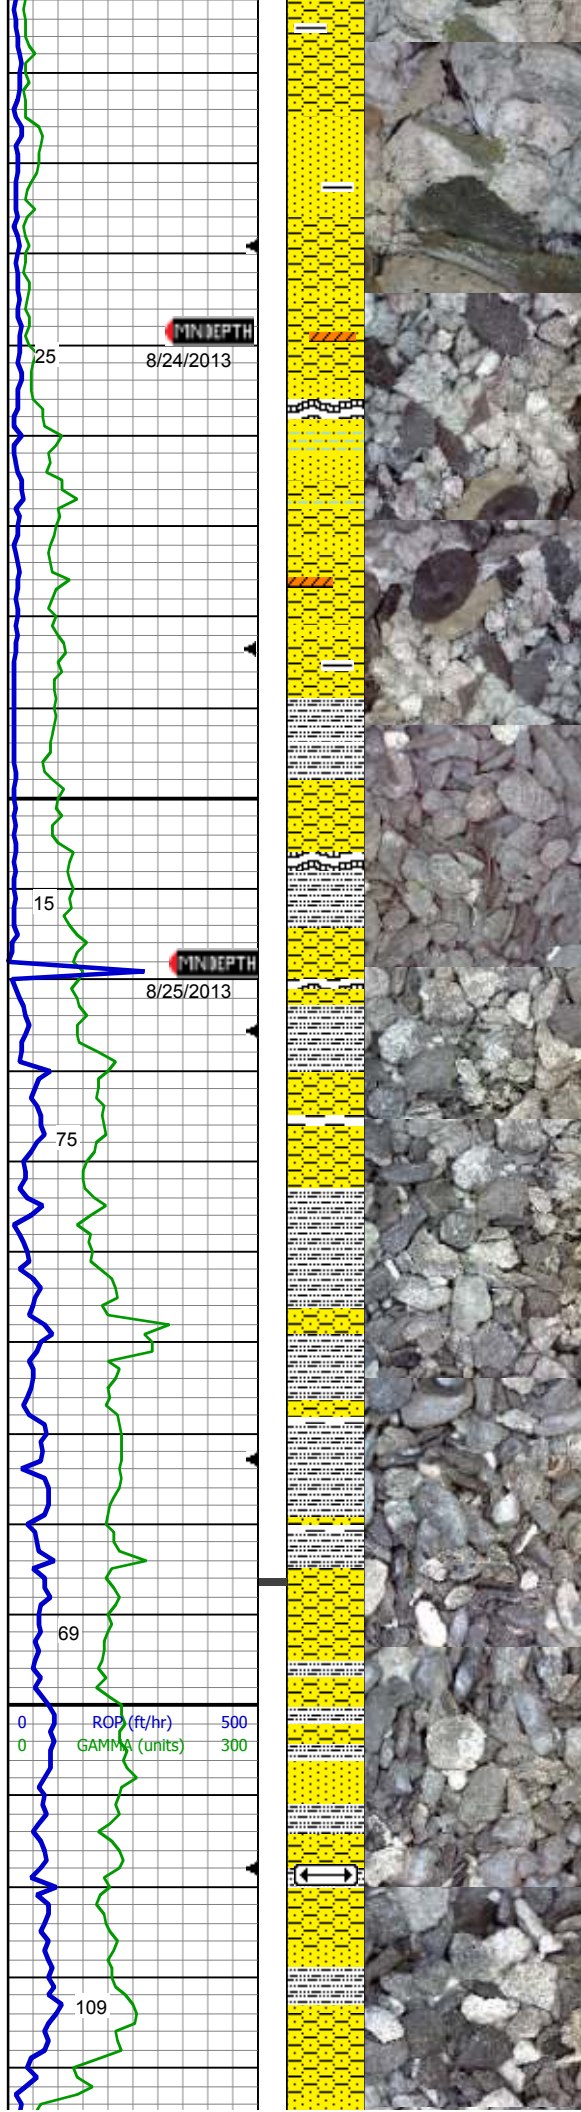 MNDEPTH
25
8/24/2013
15
MNDEPTH
8/25/2013
75
69
0 ROP (ft/hr) 500
0 GAMMA (units) 300
109